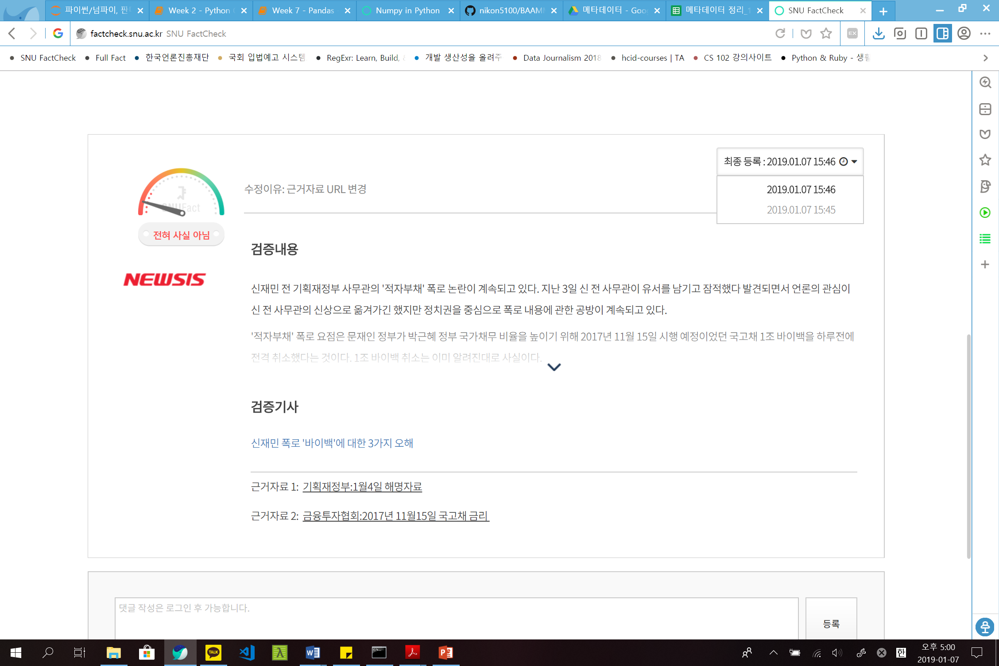 파이썬/넘파이, 판
Week 2 - Python
Week 7 - Pandas
Numpy in Python
nikon5100/BAAM
메타데이터 - Goo
메타데이터 정리_1
SNU FactCheck
factcheck.snu.ac.kr SNU FactCheck
EX
SNU FactCheck
Full Fact
한국언론진흥재단
국회 입법예고 시스템
RegExr: Learn, Build,
개발 생산성을 올려주
Data Journalism 2018
hcid-courses | TA
CS 102 강의사이트
Python & Ruby - 생활
최종 등록 : 2019.01.07 15:46
2019.01.07 15:46
2019.01.07 15:45
수정이유: 근거자료 URL 변경
SNUFact
전혀 사실 아님
NEWSIS
검증내용
신재민 전 기획재정부 사무관의 '적자부채' 폭로 논란이 계속되고 있다. 지난 3일 신 전 사무관이 유서를 남기고 잠적했다 발견되면서 언론의 관심이
신 전 사무관의 신상으로 옮겨가긴 했지만 정치권을 중심으로 폭로 내용에 관한 공방이 계속되고 있다.
'적자부채' 폭로 요점은 문재인 정부가 박근혜 정부 국가채무 비율을 높이기 위해 2017년 11월 15일 시행 예정이었던 국고채 1조 바이백을 하루전에
전격 취소했다는 것이다. 1조 바이백 취소는 이미 알려진대로 사실이다.
검증기사
신재민 폭로 '바이백'에 대한 3가지 오해
근거자료 1: 기획재정부:1월4일 해명자료
근거자료 2: 금융투자협회:2017년 11월15일 국고채 금리
댓글 작성은 로그인 후 가능합니다.
등록
TALK
한
오후 5:00
2019-01-07